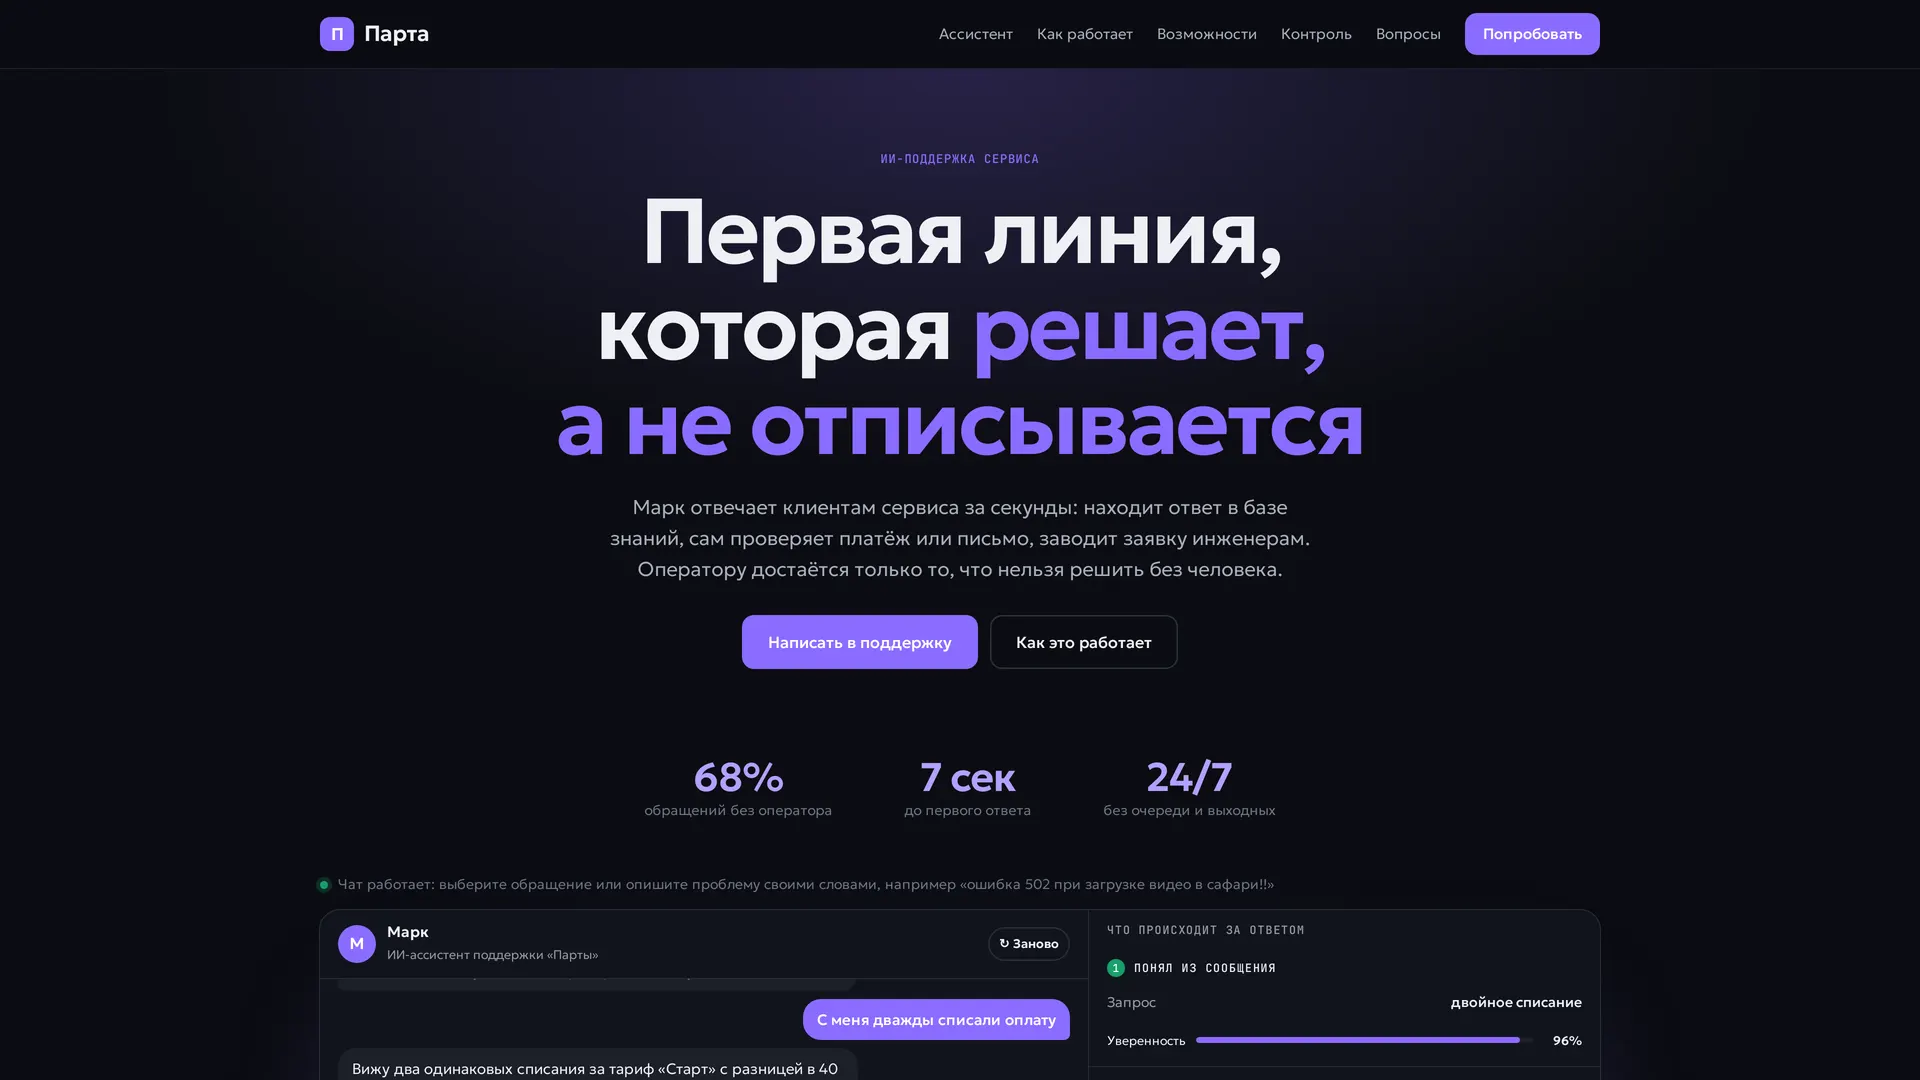 П Парта
Ассистент Как работает Возможности Контроль Вопросы Попробовать
ИИ-ПОДДЕРЖКА СЕРВИСА
Первая линия,
которая решает,
а не отписывается
Марк отвечает клиентам сервиса за секунды: находит ответ в базе
знаний, сам проверяет платёж или письмо, заводит заявку инженерам.
Оператору достаётся только то, что нельзя решить без человека.
Написать в поддержку Как это работает
68% 7 сек 24/7
обращений без оператора до первого ответа без очереди и выходных
Чат работает: выберите обращение или опишите проблему своими словами, например «ошибка 502 при загрузке видео в сафари!!»
М Марк
ИИ-ассистент поддержки «Парты»
↻ Заново
С меня дважды списали оплату
Вижу два одинаковых списания за тариф «Старт» с разницей в 40
ЧТО ПРОИСХОДИТ ЗА ОТВЕТОМ
1 ПОНЯЛ ИЗ СООБЩЕНИЯ
Запрос двойное списание
Уверенность 96%